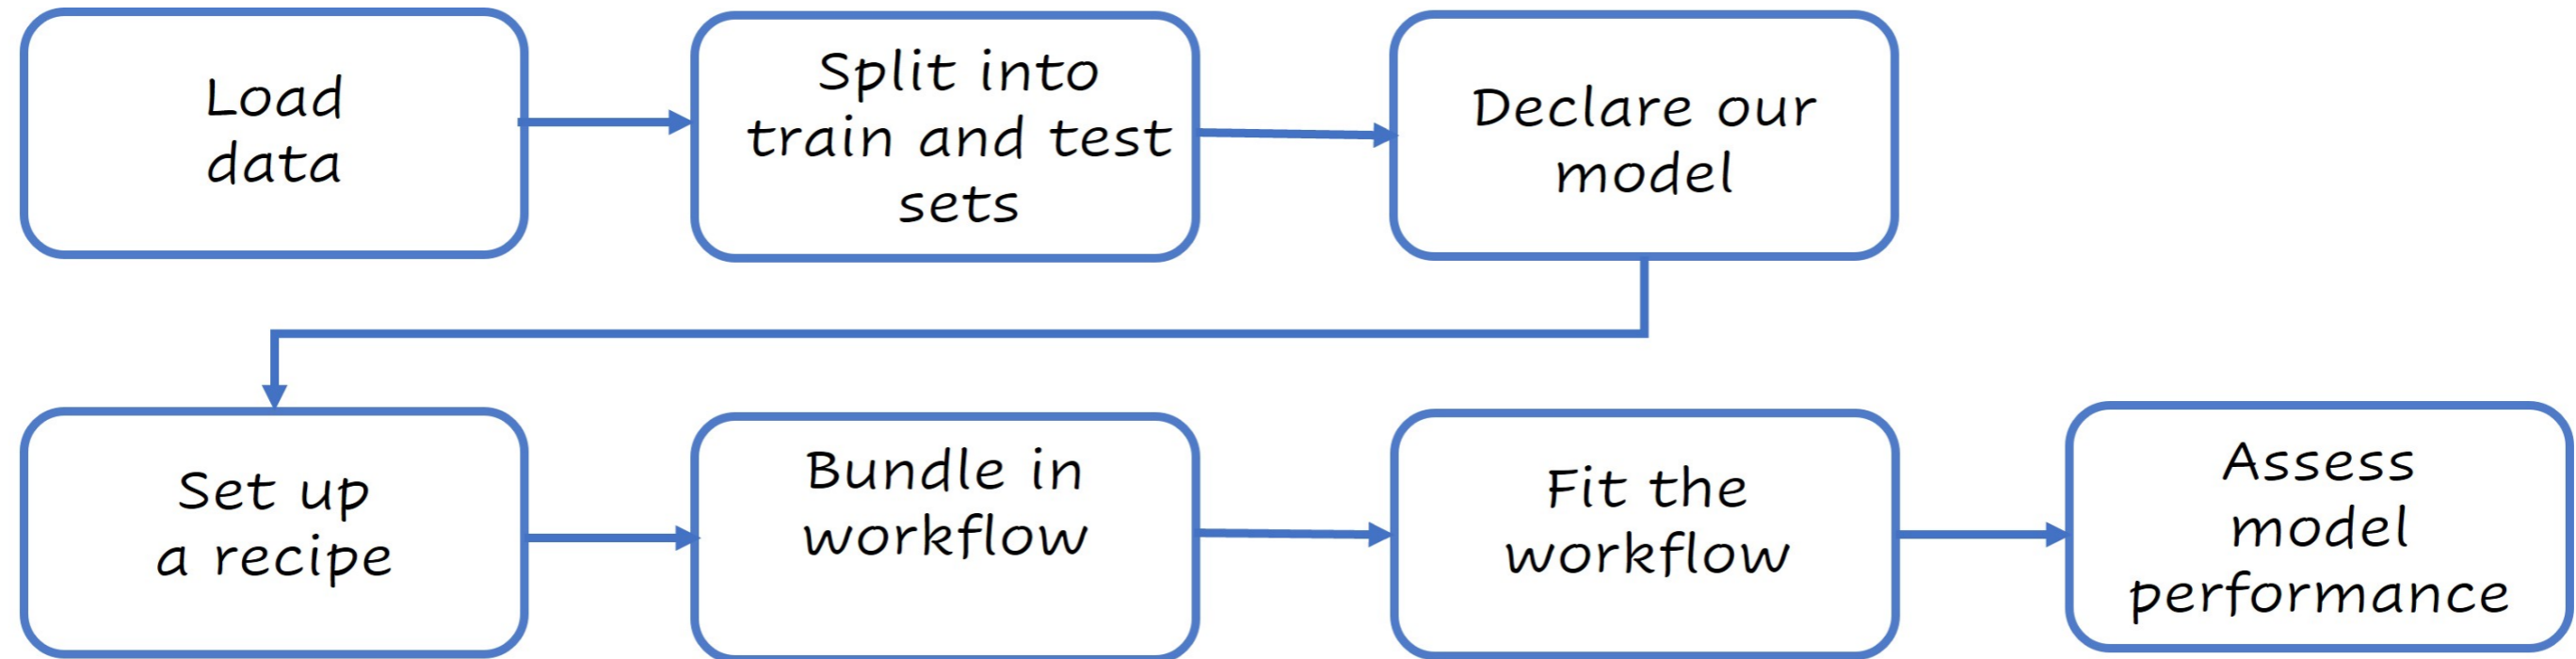 Load
data
Split into
train and test
sets
Declare our
model
Set up
a recipe
Bundle in
workflow
Fit the
workflow
Assess
model
performance